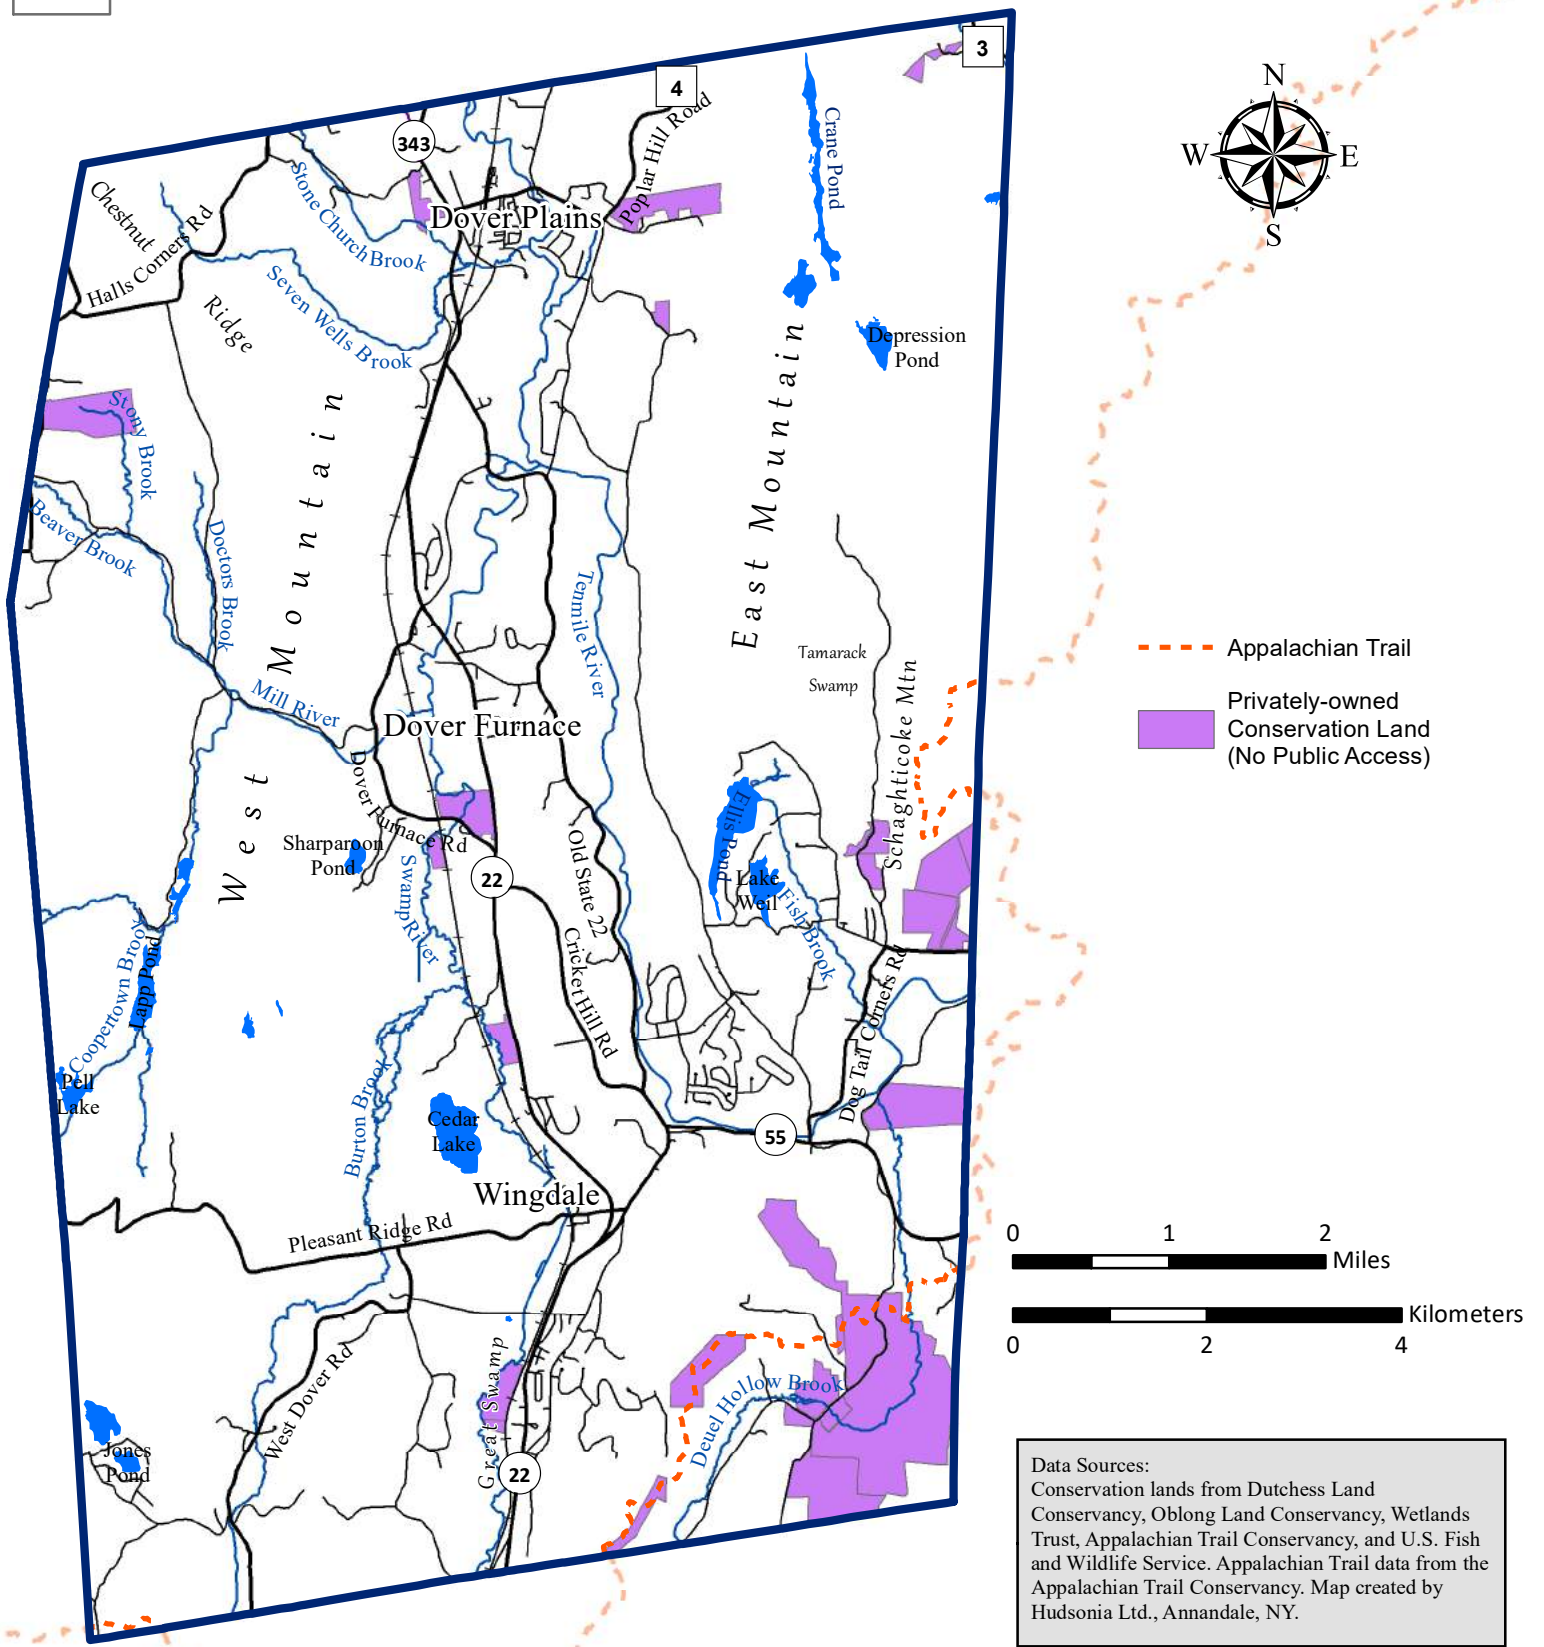 3
4
343
Poplar Hill Road
Crane Pond
N
W
E
S
Chestnut
Ridge
Halls Corners Rd
Stone Church Brook
Dover Plains
Seven Wells Brook
Depression
Pond
East Mountain
West Mountain
Stony Brook
Beaver Brook
Doctors Brook
Tenmile River
Tamarack
Swamp
Schaghticoke Mtn
Appalachian Trail
Privately-owned
Conservation Land
(No Public Access)
Mill River
Dover Furnace
Dover Furnace Rd
Sharparoon
Pond
Swamp River
22
Old State 22
Cricket Hill Rd
Ellis Pond
Lake
Weil
Fish Brook
Dog Tail Corners Rd
Coopertown Brook
Lapp Pond
Pell
Lake
Burton Brook
Cedar
Lake
55
Wingdale
Pleasant Ridge Rd
0 1 2
Miles
Kilometers
0 2 4
West Dover Rd
Great Swamp
Deuel Hollow Brook
Jones
Pond
22
Data Sources:
Conservation lands from Dutchess Land
Conservancy, Oblong Land Conservancy, Wetlands
Trust, Appalachian Trail Conservancy, and U.S. Fish
and Wildlife Service. Appalachian Trail data from the
Appalachian Trail Conservancy. Map created by
Hudsonia Ltd., Annandale, NY.